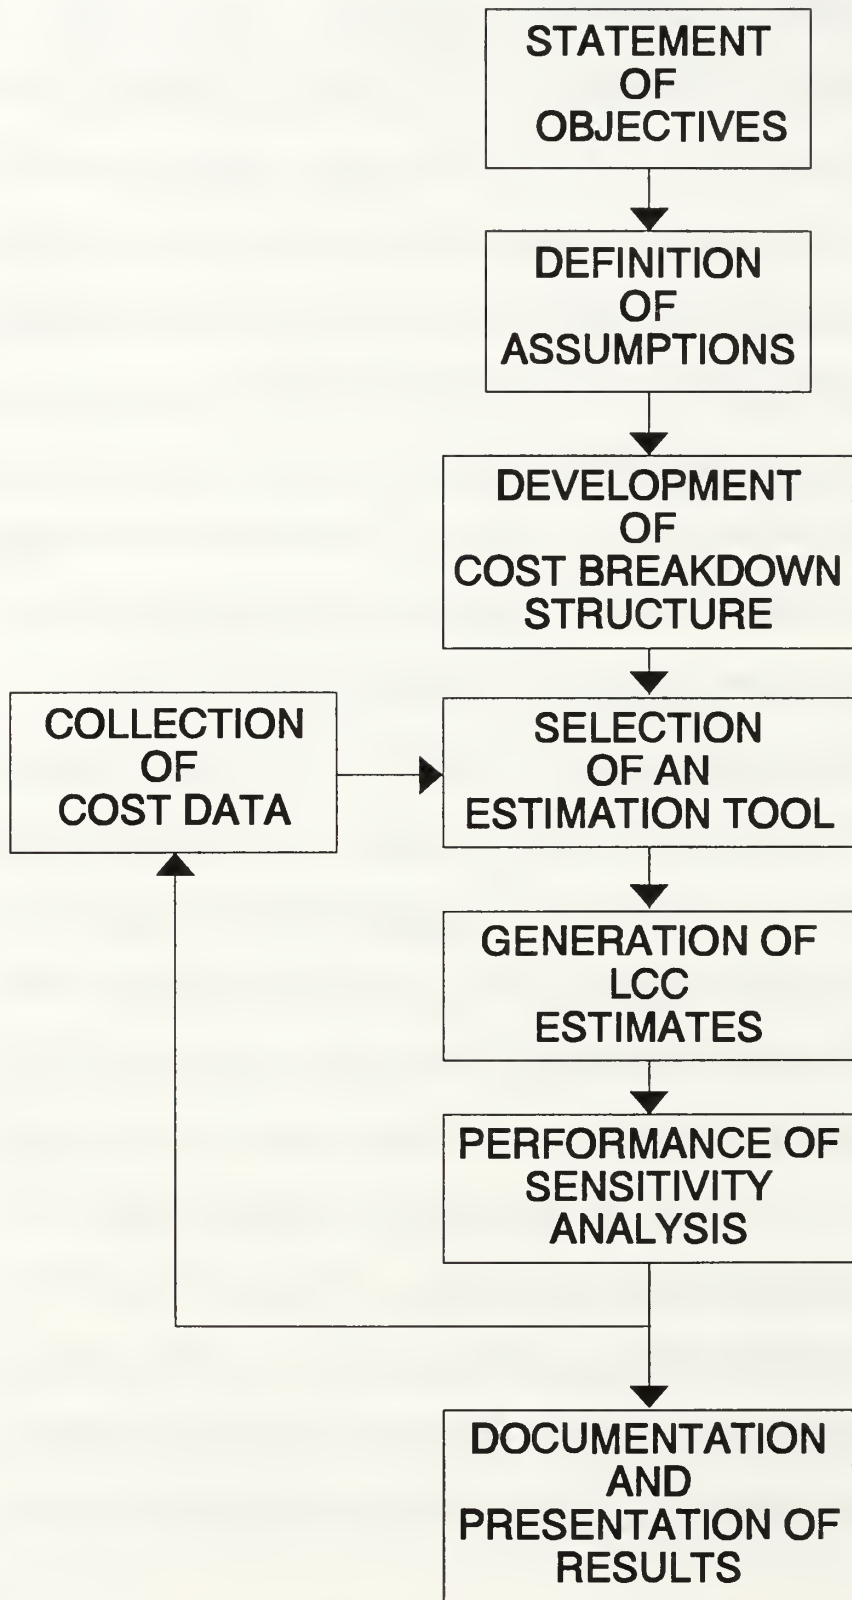 STATEMENT
OF
OBJECTIVES
DEFINITION
OF
ASSUMPTIONS
DEVELOPMENT
OF
COST BREAKDOWN
STRUCTURE
COLLECTION
OF
COST DATA
SELECTION
OF AN
ESTIMATION TOOL
GENERATION OF
LCC
ESTIMATES
PERFORMANCE OF
SENSITIVITY
ANALYSIS
DOCUMENTATION
AND
PRESENTATION OF
RESULTS